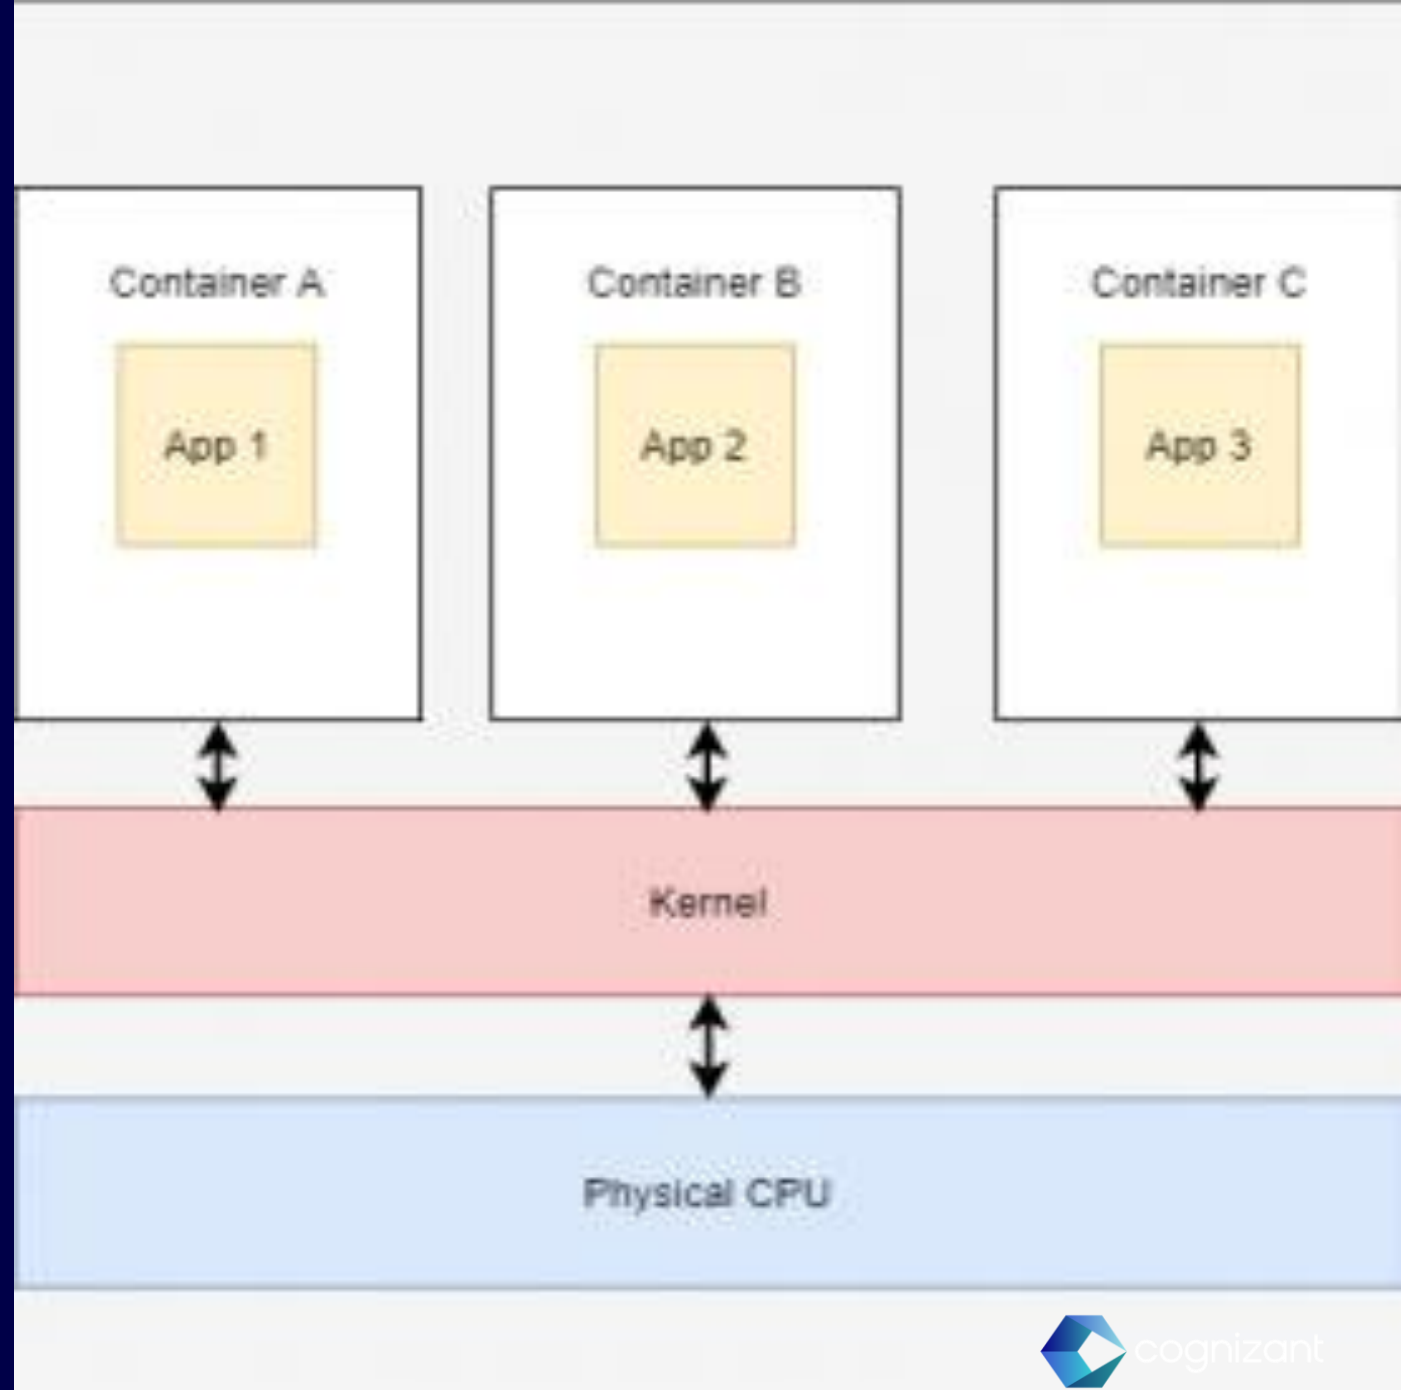 Container A
Container B
Container C
App 1
App 2
App 3
Kernel
Physical CPU
cognizant